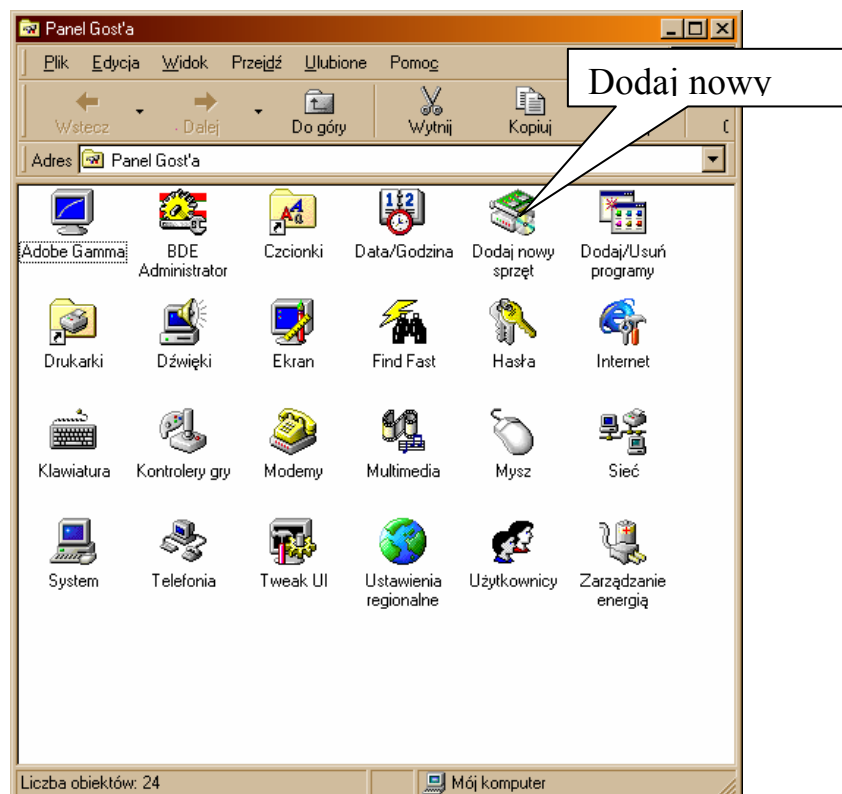 Panel Gost'a
Plik Edycja Widok Przejdź Ulubione Pomoc
Dodaj nowy
Wstecz Dalej Do góry Wytnij Kopiuj
Adres Panel Gost'a
Adobe Gamma BDE Czcionki Data/Godzina Dodaj nowy Dodaj/Usuń
Administrator sprzęt programy
Drukarki Dźwięki Ekran Find Fast Hasła Internet
Klawiatura Kontrolery gry Modemy Multimedia Mysz Sieć
System Telefonia Tweak UI Ustawienia Użytkownicy Zarządzanie
regionalne energią
Liczba obiektów: 24 Mój komputer